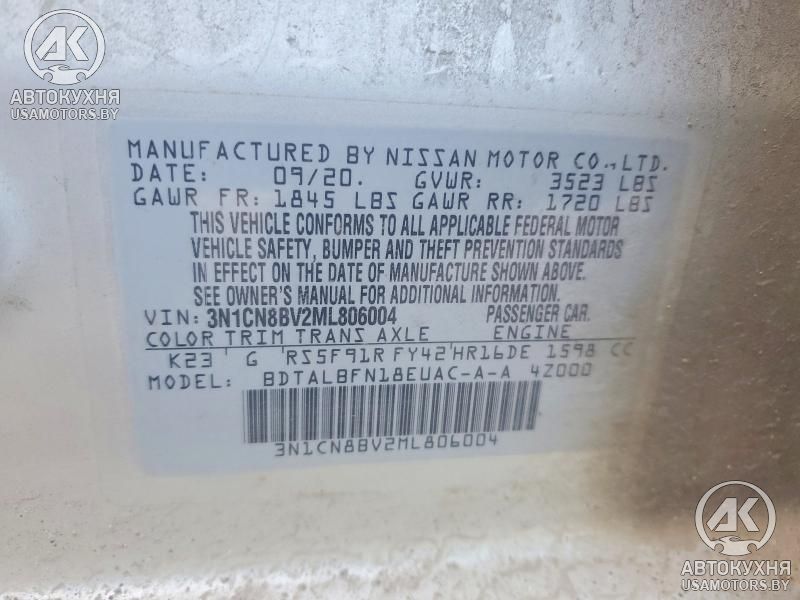 AK
АВТОКУХНЯ
USAMOTORS.BY
MANUFACTURED BY NISSAN MOTOR CO.,LTD.
DATE: 09/20. GVWR: 3523 LBS
GAWR FR: 1845 LBS GAWR RR: 1720 LBS
THIS VEHICLE CONFORMS TO ALL APPLICABLE FEDERAL MOTOR
VEHICLE SAFETY, BUMPER AND THEFT PREVENTION STANDARDS
IN EFFECT ON THE DATE OF MANUFACTURE SHOWN ABOVE.
SEE OWNER'S MANUAL FOR ADDITIONAL INFORMATION.
VIN: 3N1CN8BV2ML806004 PASSENGER CAR.
COLOR TRIM TRANS AXLE ENGINE
K23 G RS5F91R FY42 HR16DE 1598 CC
MODEL: BDTALBFN18EUAC-A-A 4Z000
3N1CN8BV2ML806004
AK
АВТОКУХНЯ
USAMOTORS.BY